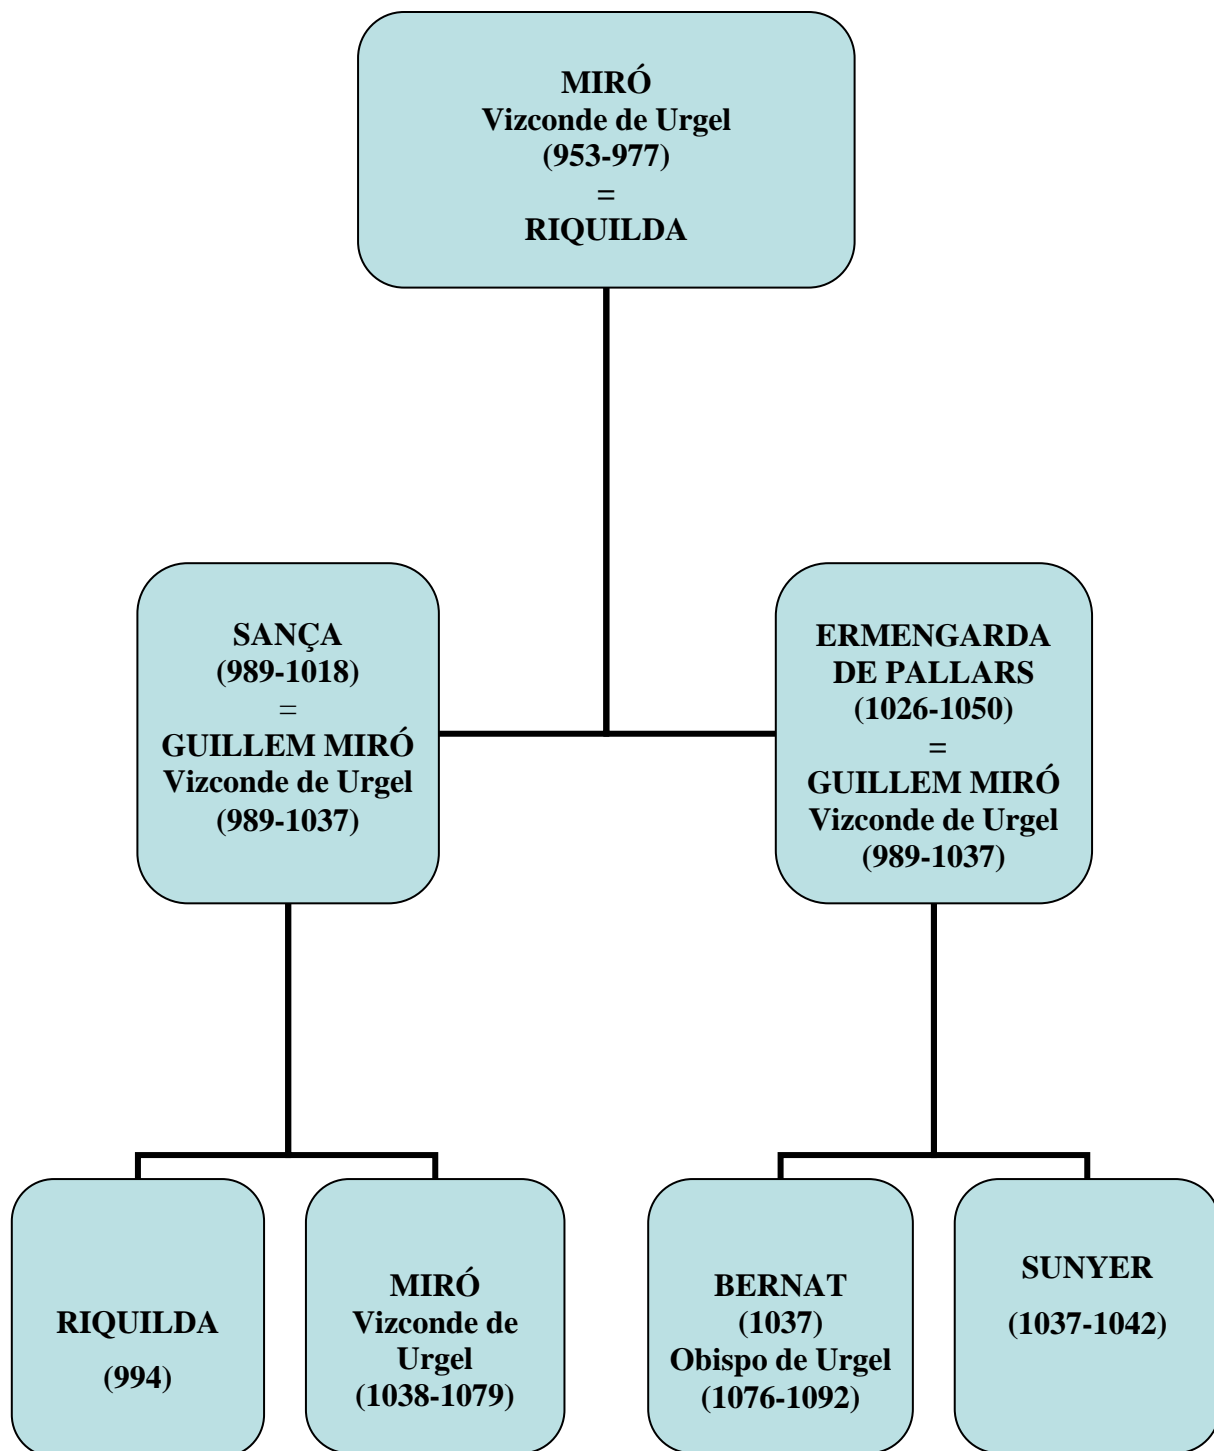 MIRÓ
Vizconde de Urgel
(953-977)
=
RIQUILDA
SANÇA
(989-1018)
=
GUILLEM MIRÓ
Vizconde de Urgel
(989-1037)
ERMENGARDA
DE PALLARS
(1026-1050)
=
GUILLEM MIRÓ
Vizconde de Urgel
(989-1037)
RIQUILDA
(994)
MIRÓ
Vizconde de
Urgel
(1038-1079)
BERNAT
(1037)
Obispo de Urgel
(1076-1092)
SUNYER
(1037-1042)